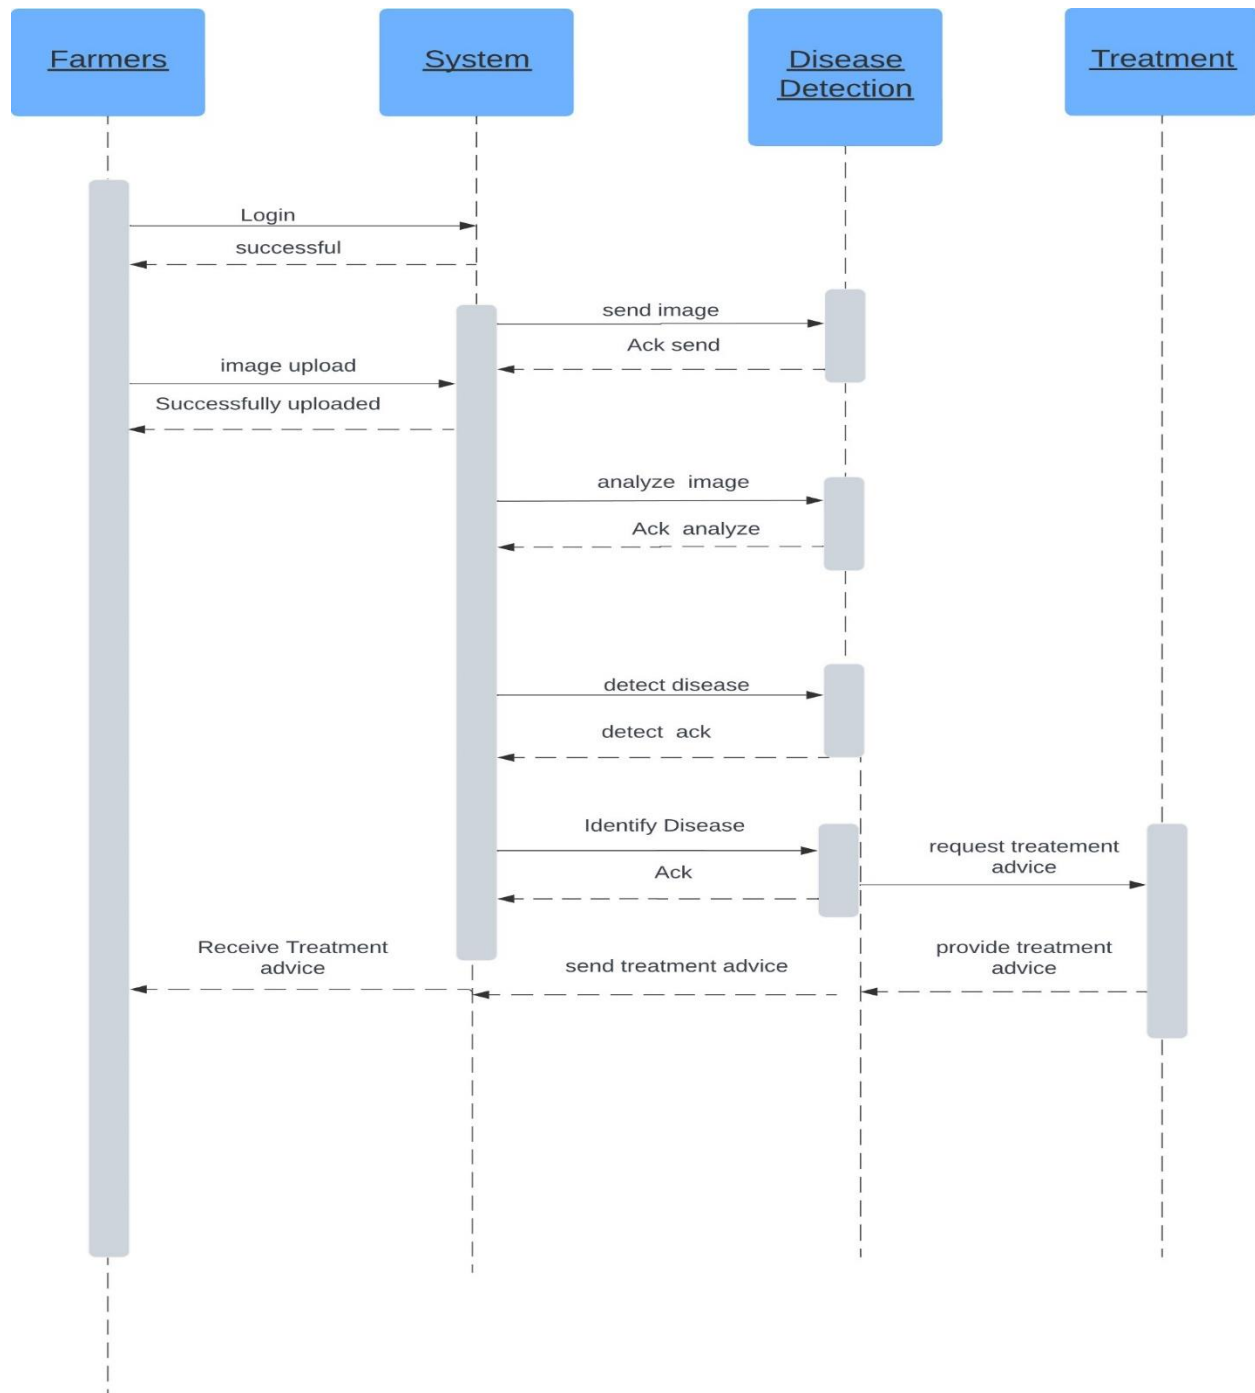 Farmers
System
Disease
Detection
Treatment
Login
successful
send image
Ack send
image upload
Successfully uploaded
analyze image
Ack analyze
detect disease
detect ack
Identify Disease
Ack
request treatement
advice
Receive Treatment
advice
send treatment advice
provide treatment
advice